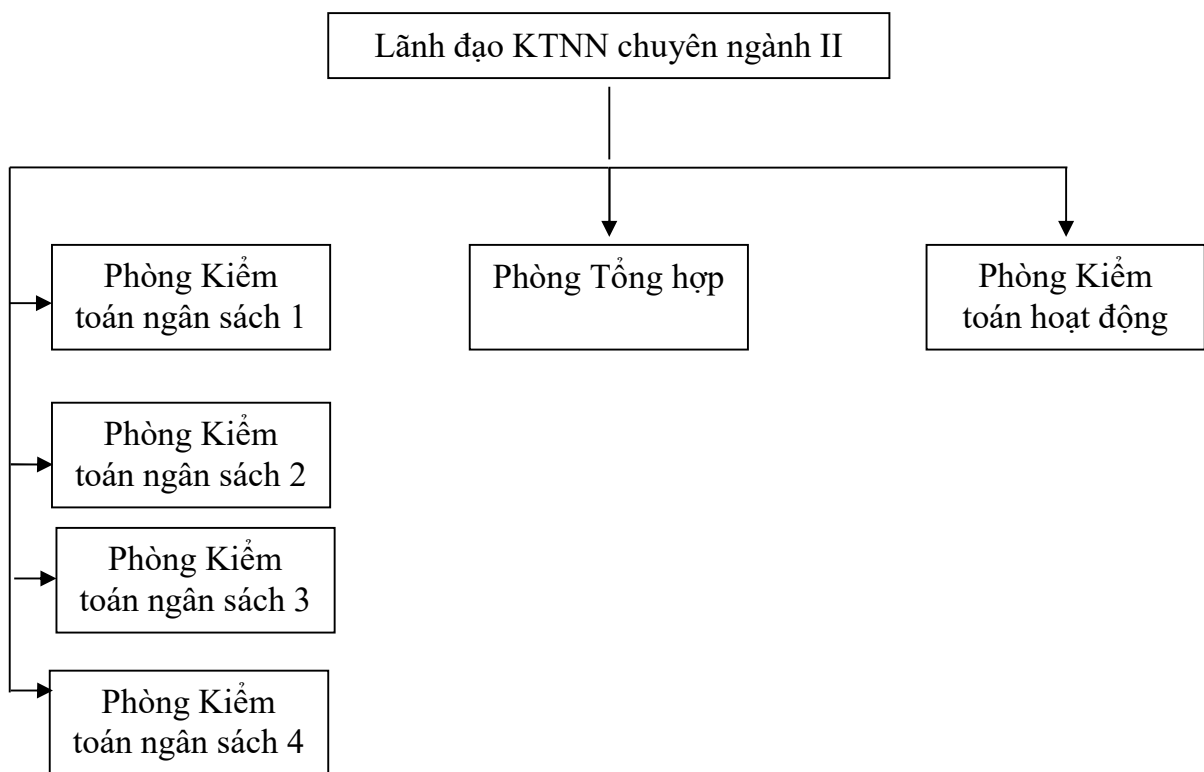 Lãnh đạo KTNN chuyên ngành II
Phòng Kiểm
toán ngân sách 1
Phòng Tổng hợp
Phòng Kiểm
toán hoạt động
Phòng Kiểm
toán ngân sách 2
Phòng Kiểm
toán ngân sách 3
Phòng Kiểm
toán ngân sách 4